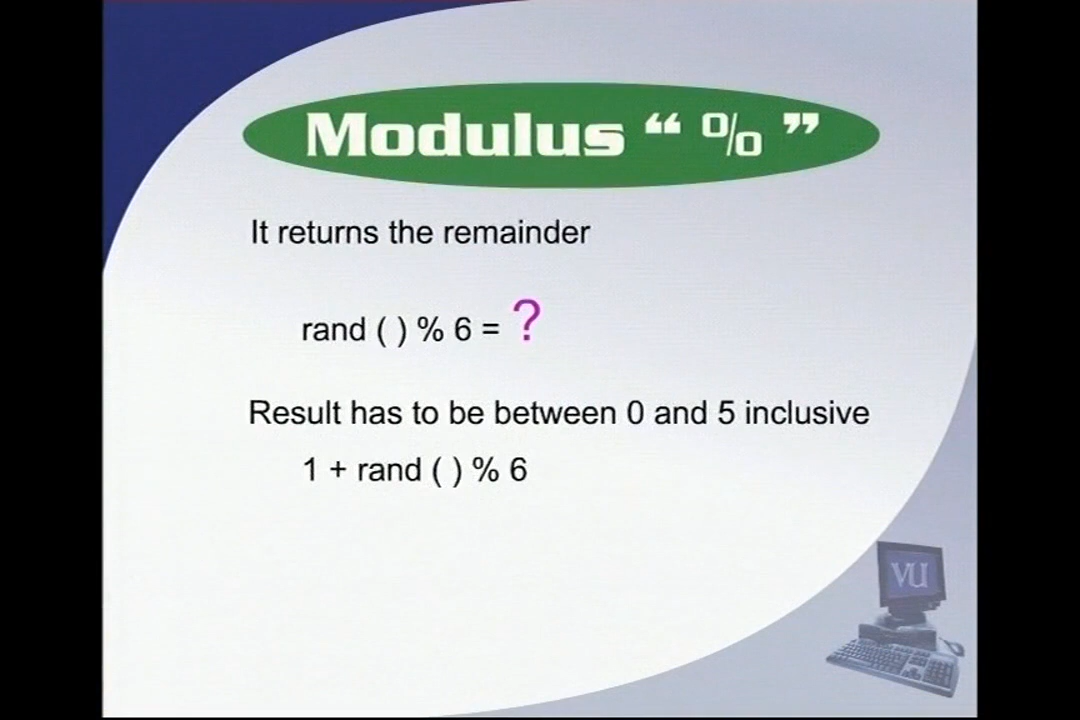 Modulus “ % ”
It returns the remainder
rand ( ) % 6 = ?
Result has to be between 0 and 5 inclusive
1 + rand ( ) % 6
VU